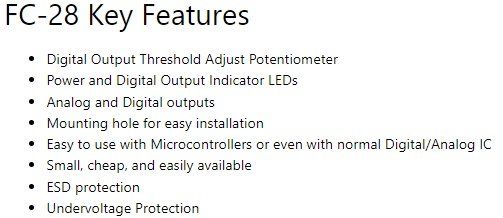 FC-28 Key Features
• Digital Output Threshold Adjust Potentiometer
• Power and Digital Output Indicator LEDs
• Analog and Digital outputs
• Mounting hole for easy installation
• Easy to use with Microcontrollers or even with normal Digital/Analog IC
• Small, cheap, and easily available
• ESD protection
• Undervoltage Protection